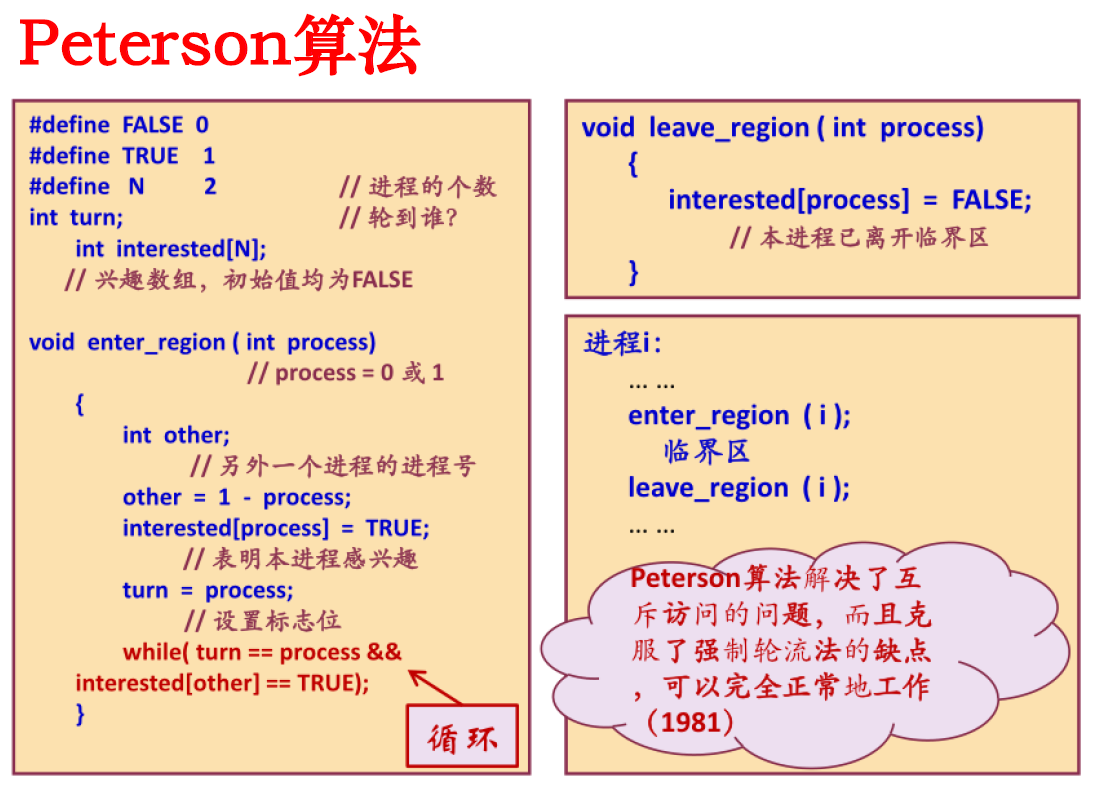 Peterson算法
#define FALSE 0
#define TRUE 1
#define N 2 // 进程的个数
int turn; // 轮到谁?
int interested[N];
// 兴趣数组，初始值均为FALSE
void enter_region ( int process)
// process = 0 或 1
{
int other;
// 另外一个进程的进程号
other = 1 - process;
interested[process] = TRUE;
// 表明本进程感兴趣
turn = process;
// 设置标志位
while( turn == process &&
interested[other] == TRUE);
}
循环
void leave_region ( int process)
{
interested[process] = FALSE;
// 本进程已离开临界区
}
进程i：
… …
enter_region ( i );
临界区
leave_region ( i );
… …
Peterson算法解决了互
斥访问的问题，而且克
服了强制轮流法的缺点
，可以完全正常地工作
（1981）